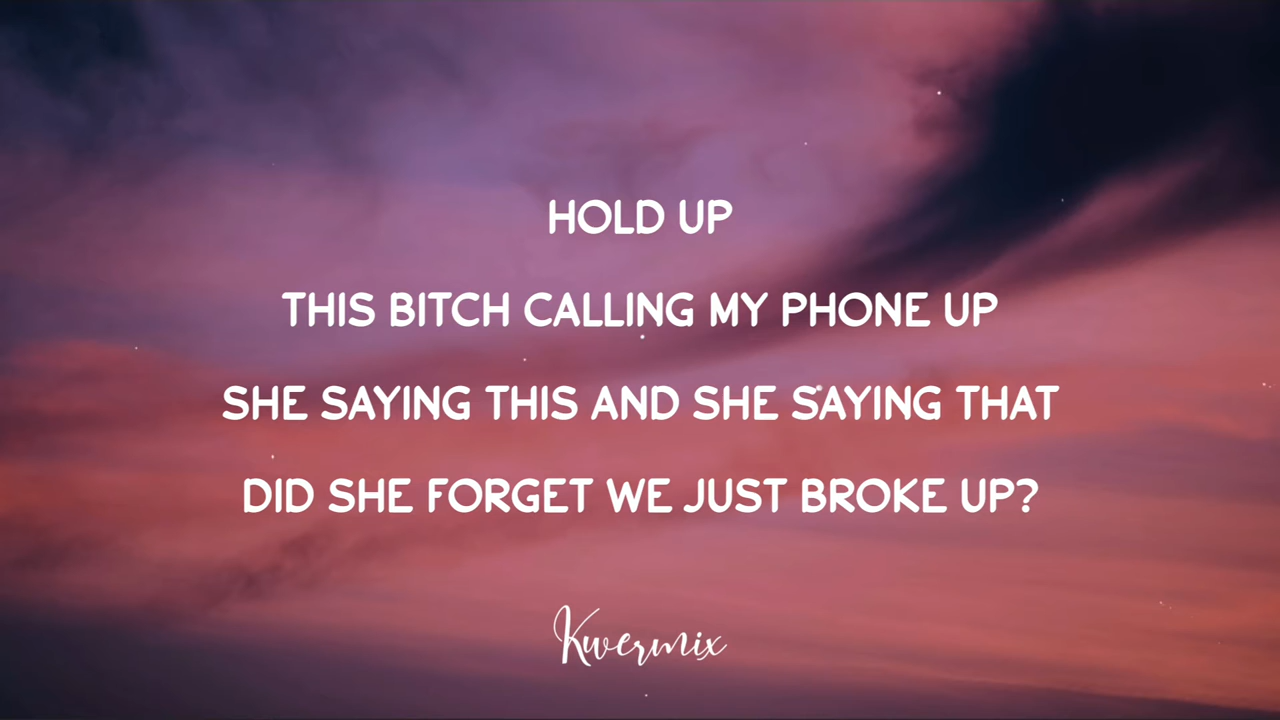 HOLD UP
THIS BITCH CALLING MY PHONE UP
SHE SAYING THIS AND SHE SAYING THAT
DID SHE FORGET WE JUST BROKE UP?
Kwermix